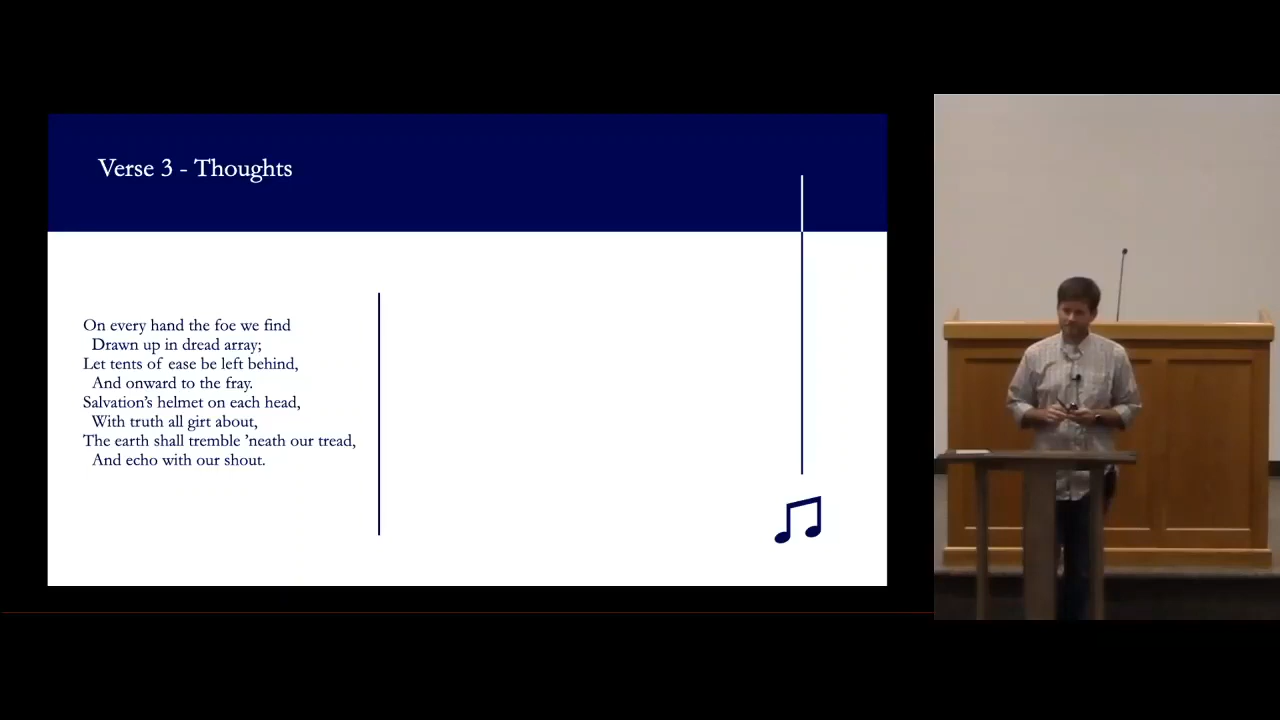 Verse 3 - Thoughts
On every hand the foe we find
Drawn up in dread array;
Let tents of ease be left behind,
And onward to the fray.
Salvation’s helmet on each head,
With truth all girt about,
The earth shall tremble ’neath our tread,
And echo with our shout.